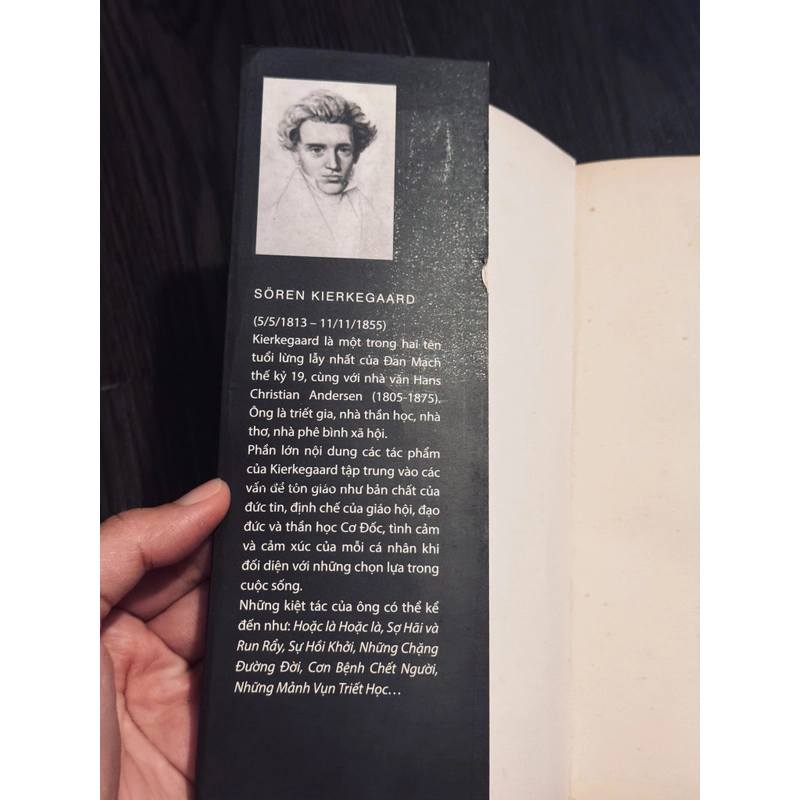 SÖREN KIERKEGAARD
(5/5/1813 – 11/11/1855)
Kierkegaard là một trong hai tên
tuổi lừng lẫy nhất của Đan Mạch
thế kỷ 19, cùng với nhà văn Hans
Christian Andersen (1805-1875).
Ông là triết gia, nhà thần học, nhà
thơ, nhà phê bình xã hội.
Phần lớn nội dung các tác phẩm
của Kierkegaard tập trung vào các
vấn đề tôn giáo như bản chất của
đức tin, định chế của giáo hội, đạo
đức và thần học Cơ Đốc, tình cảm
và cảm xúc của mỗi cá nhân khi
đối diện với những chọn lựa trong
cuộc sống.
Những kiệt tác của ông có thể kể
đến như: Hoặc là Hoặc là, Sợ Hãi và
Run Rẩy, Sự Hồi Khởi, Những Chặng
Đường Đời, Cơn Bệnh Chết Người,
Những Mảnh Vụn Triết Học…